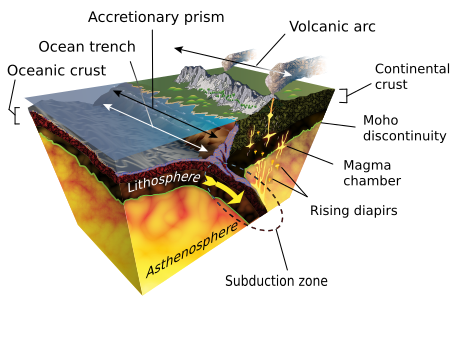 Accretionary prism
Volcanic arc
Ocean trench
Oceanic crust
Continental
crust
Moho
discontinuity
Magma
chamber
Lithosphere
Rising diapirs
Asthenosphere
Subduction zone